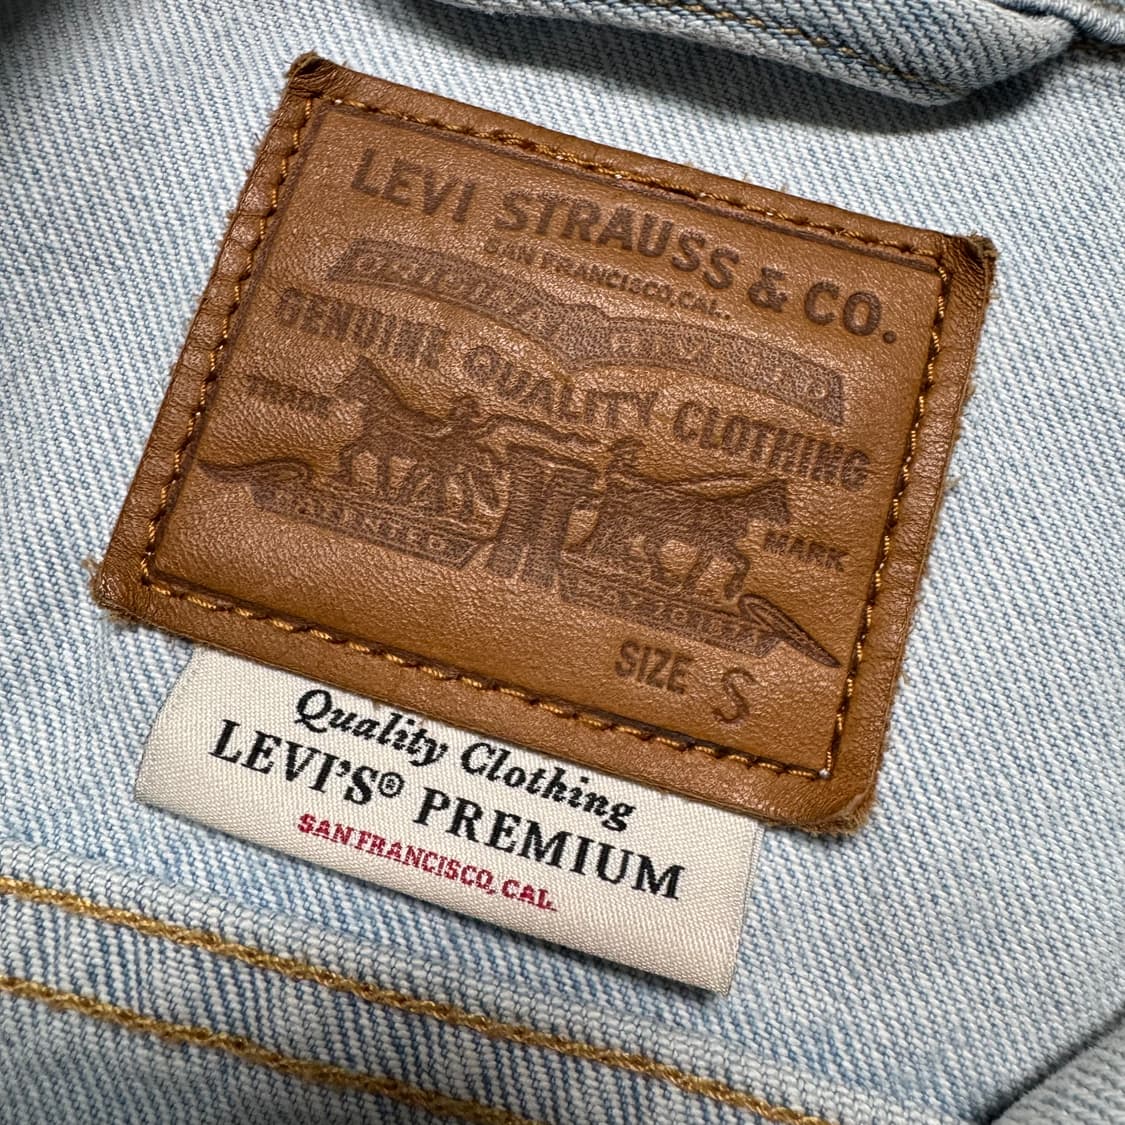 LEVI STRAUSS & CO.
SAN FRANCISCO, CAL.
GENUINE QUALITY CLOTHING
TRADE MARK
SIZE S
Quality Clothing
LEVI'S® PREMIUM
SAN FRANCISCO, CAL.